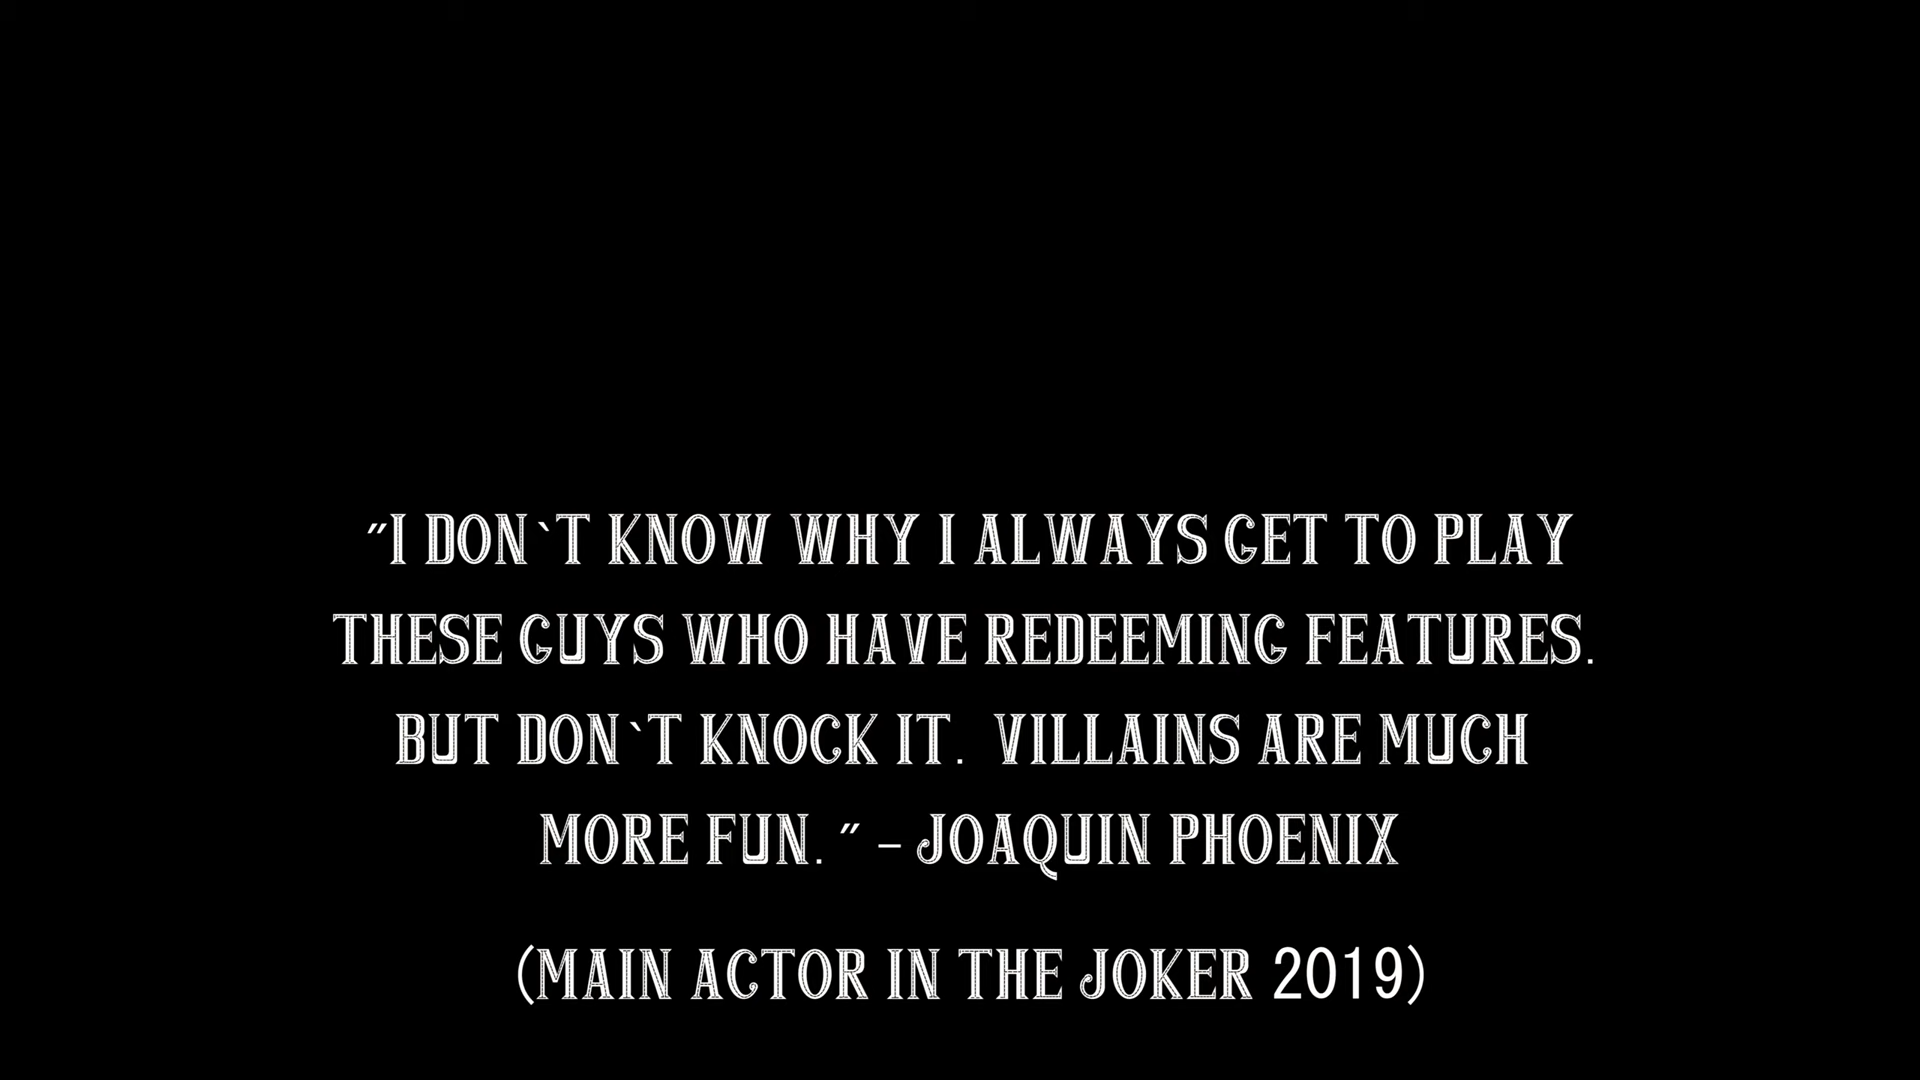 "I DON`T KNOW WHY I ALWAYS GET TO PLAY
THESE GUYS WHO HAVE REDEEMING FEATURES.
BUT DON`T KNOCK IT. VILLAINS ARE MUCH
MORE FUN." – JOAQUIN PHOENIX
(MAIN ACTOR IN THE JOKER 2019)